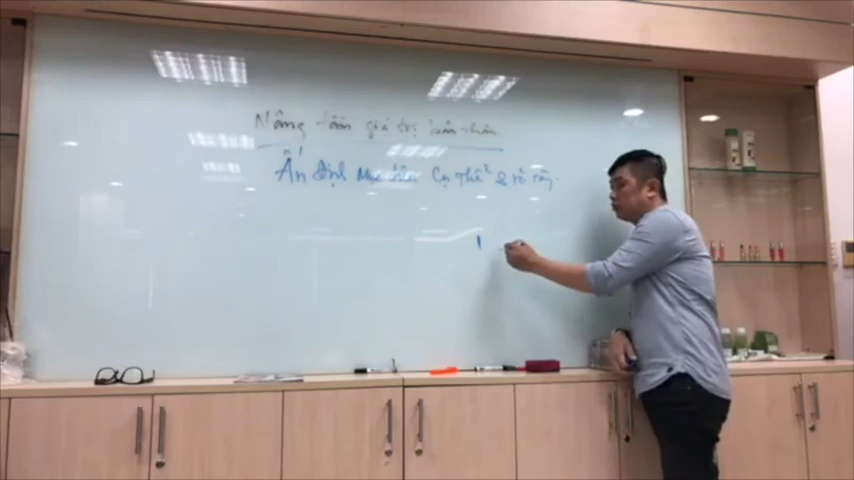 Nâng tầm giá trị bản thân.
Ấn định Mục tiêu Cụ thể & rõ ràng.